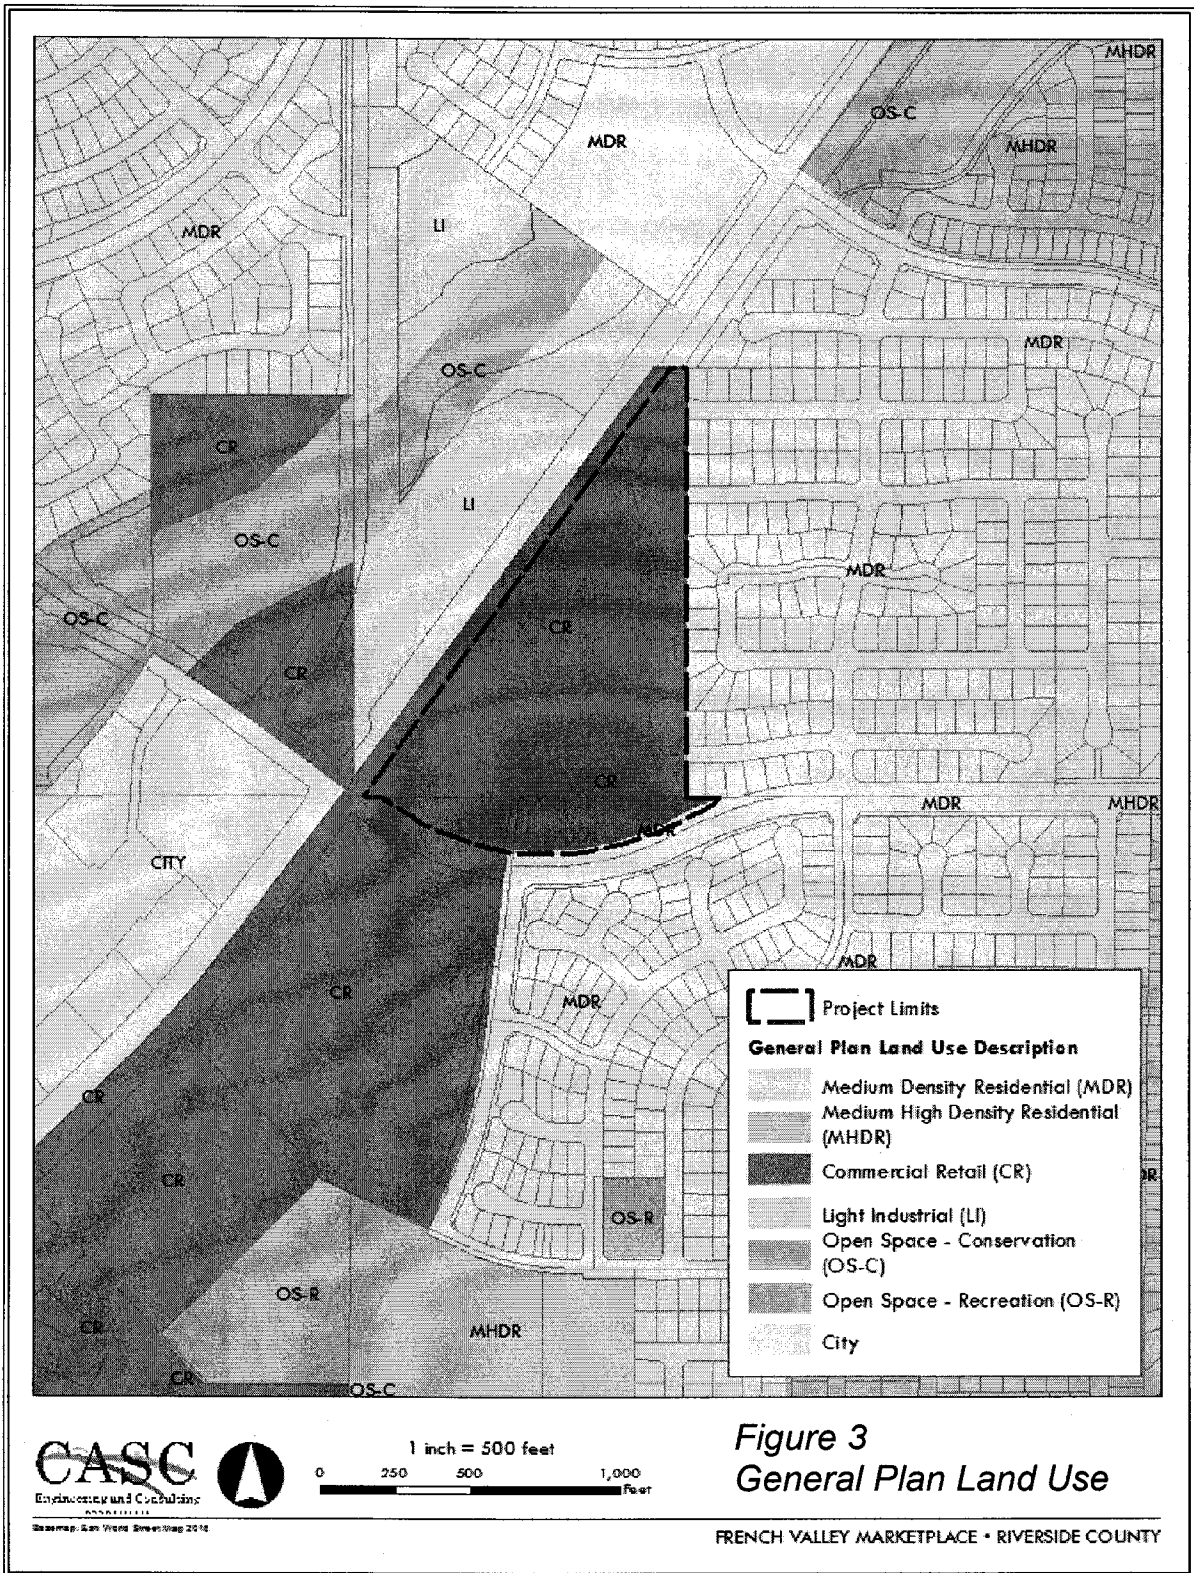 MHDR
OS-C
MDR
MHDR
LI
MDR
MDR
OS-C
CR
LI
OS-C
MDR
OS-C
CR
CR
CR
MDR
MHDR
MDR
CITY
MDR
CR
MDR
CR
CR
OS-R
OS-R
CR
MHDR
CR
OS-C
Project Limits
General Plan Land Use Description
Medium Density Residential (MDR)
Medium High Density Residential
(MHDR)
Commercial Retail (CR)
Light Industrial (LI)
Open Space - Conservation
(OS-C)
Open Space - Recreation (OS-R)
City
CASC
Engineering and Consulting
1 inch = 500 feet
0 250 500 1,000
Feet
Figure 3
General Plan Land Use
FRENCH VALLEY MARKETPLACE • RIVERSIDE COUNTY